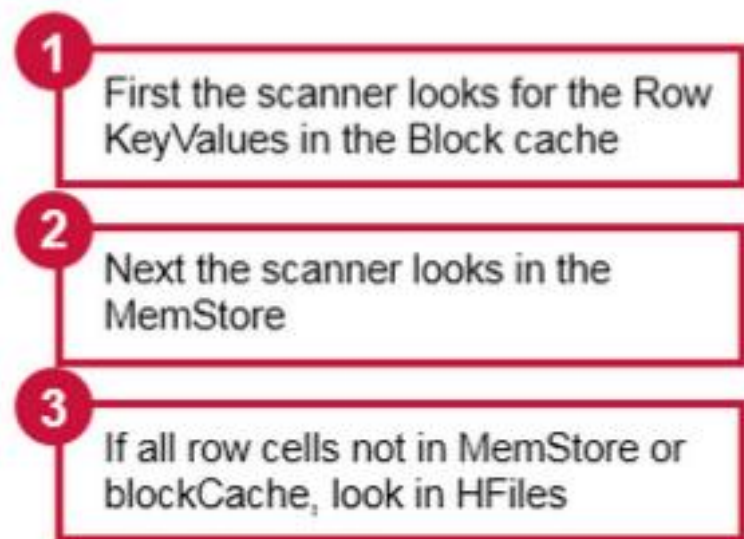 1
First the scanner looks for the Row
KeyValues in the Block cache
2
Next the scanner looks in the
MemStore
3
If all row cells not in MemStore or
blockCache, look in HFiles